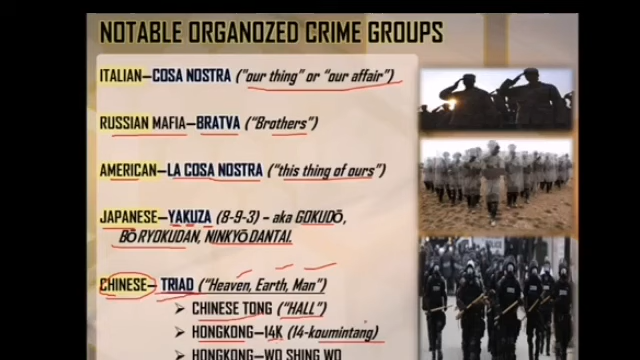 NOTABLE ORGANOZED CRIME GROUPS
ITALIAN–COSA NOSTRA ("our thing" or "our affair")
RUSSIAN MAFIA–BRATVA ("Brothers")
AMERICAN–LA COSA NOSTRA ("this thing of ours")
JAPANESE–YAKUZA (8-9-3) – aka GOKUDŌ,
BŌRYOKUDAN, NINKYŌ DANTAI.
CHINESE– TRIAD ("Heaven, Earth, Man")
➢ CHINESE TONG ("HALL")
➢ HONGKONG–14K (14-koumintang)
➢ HONGKONG–WO SHING WO